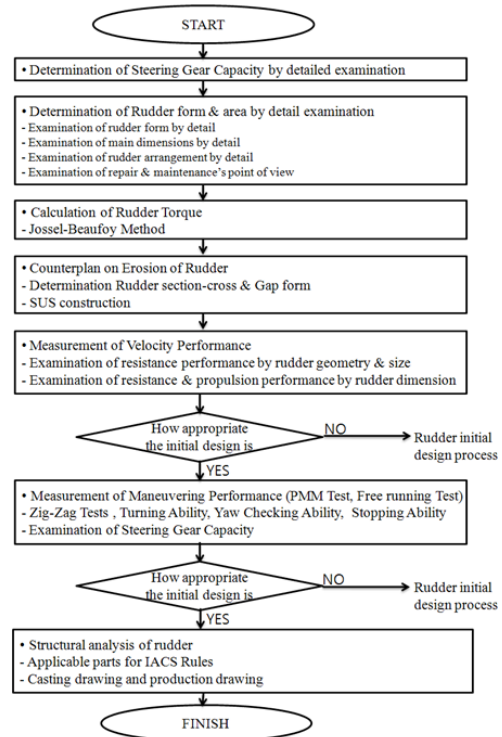 START
• Determination of Steering Gear Capacity by detailed examination
• Determination of Rudder form & area by detail examination
- Examination of rudder form by detail
- Examination of main dimensions by detail
- Examination of rudder arrangement by detail
- Examination of repair & maintenance's point of view
• Calculation of Rudder Torque
- Jossel-Beaufoy Method
• Counterplan on Erosion of Rudder
- Determination Rudder section-cross & Gap form
- SUS construction
• Measurement of Velocity Performance
- Examination of resistance performance by rudder geometry & size
- Examination of resistance & propulsion performance by rudder dimension
How appropriate
the initial design is
NO
Rudder initial
design process
YES
• Measurement of Maneuvering Performance (PMM Test, Free running Test)
- Zig-Zag Tests , Turning Ability, Yaw Checking Ability, Stopping Ability
- Examination of Steering Gear Capacity
How appropriate
the initial design is
NO
Rudder initial
design process
YES
• Structural analysis of rudder
- Applicable parts for IACS Rules
- Casting drawing and production drawing
FINISH